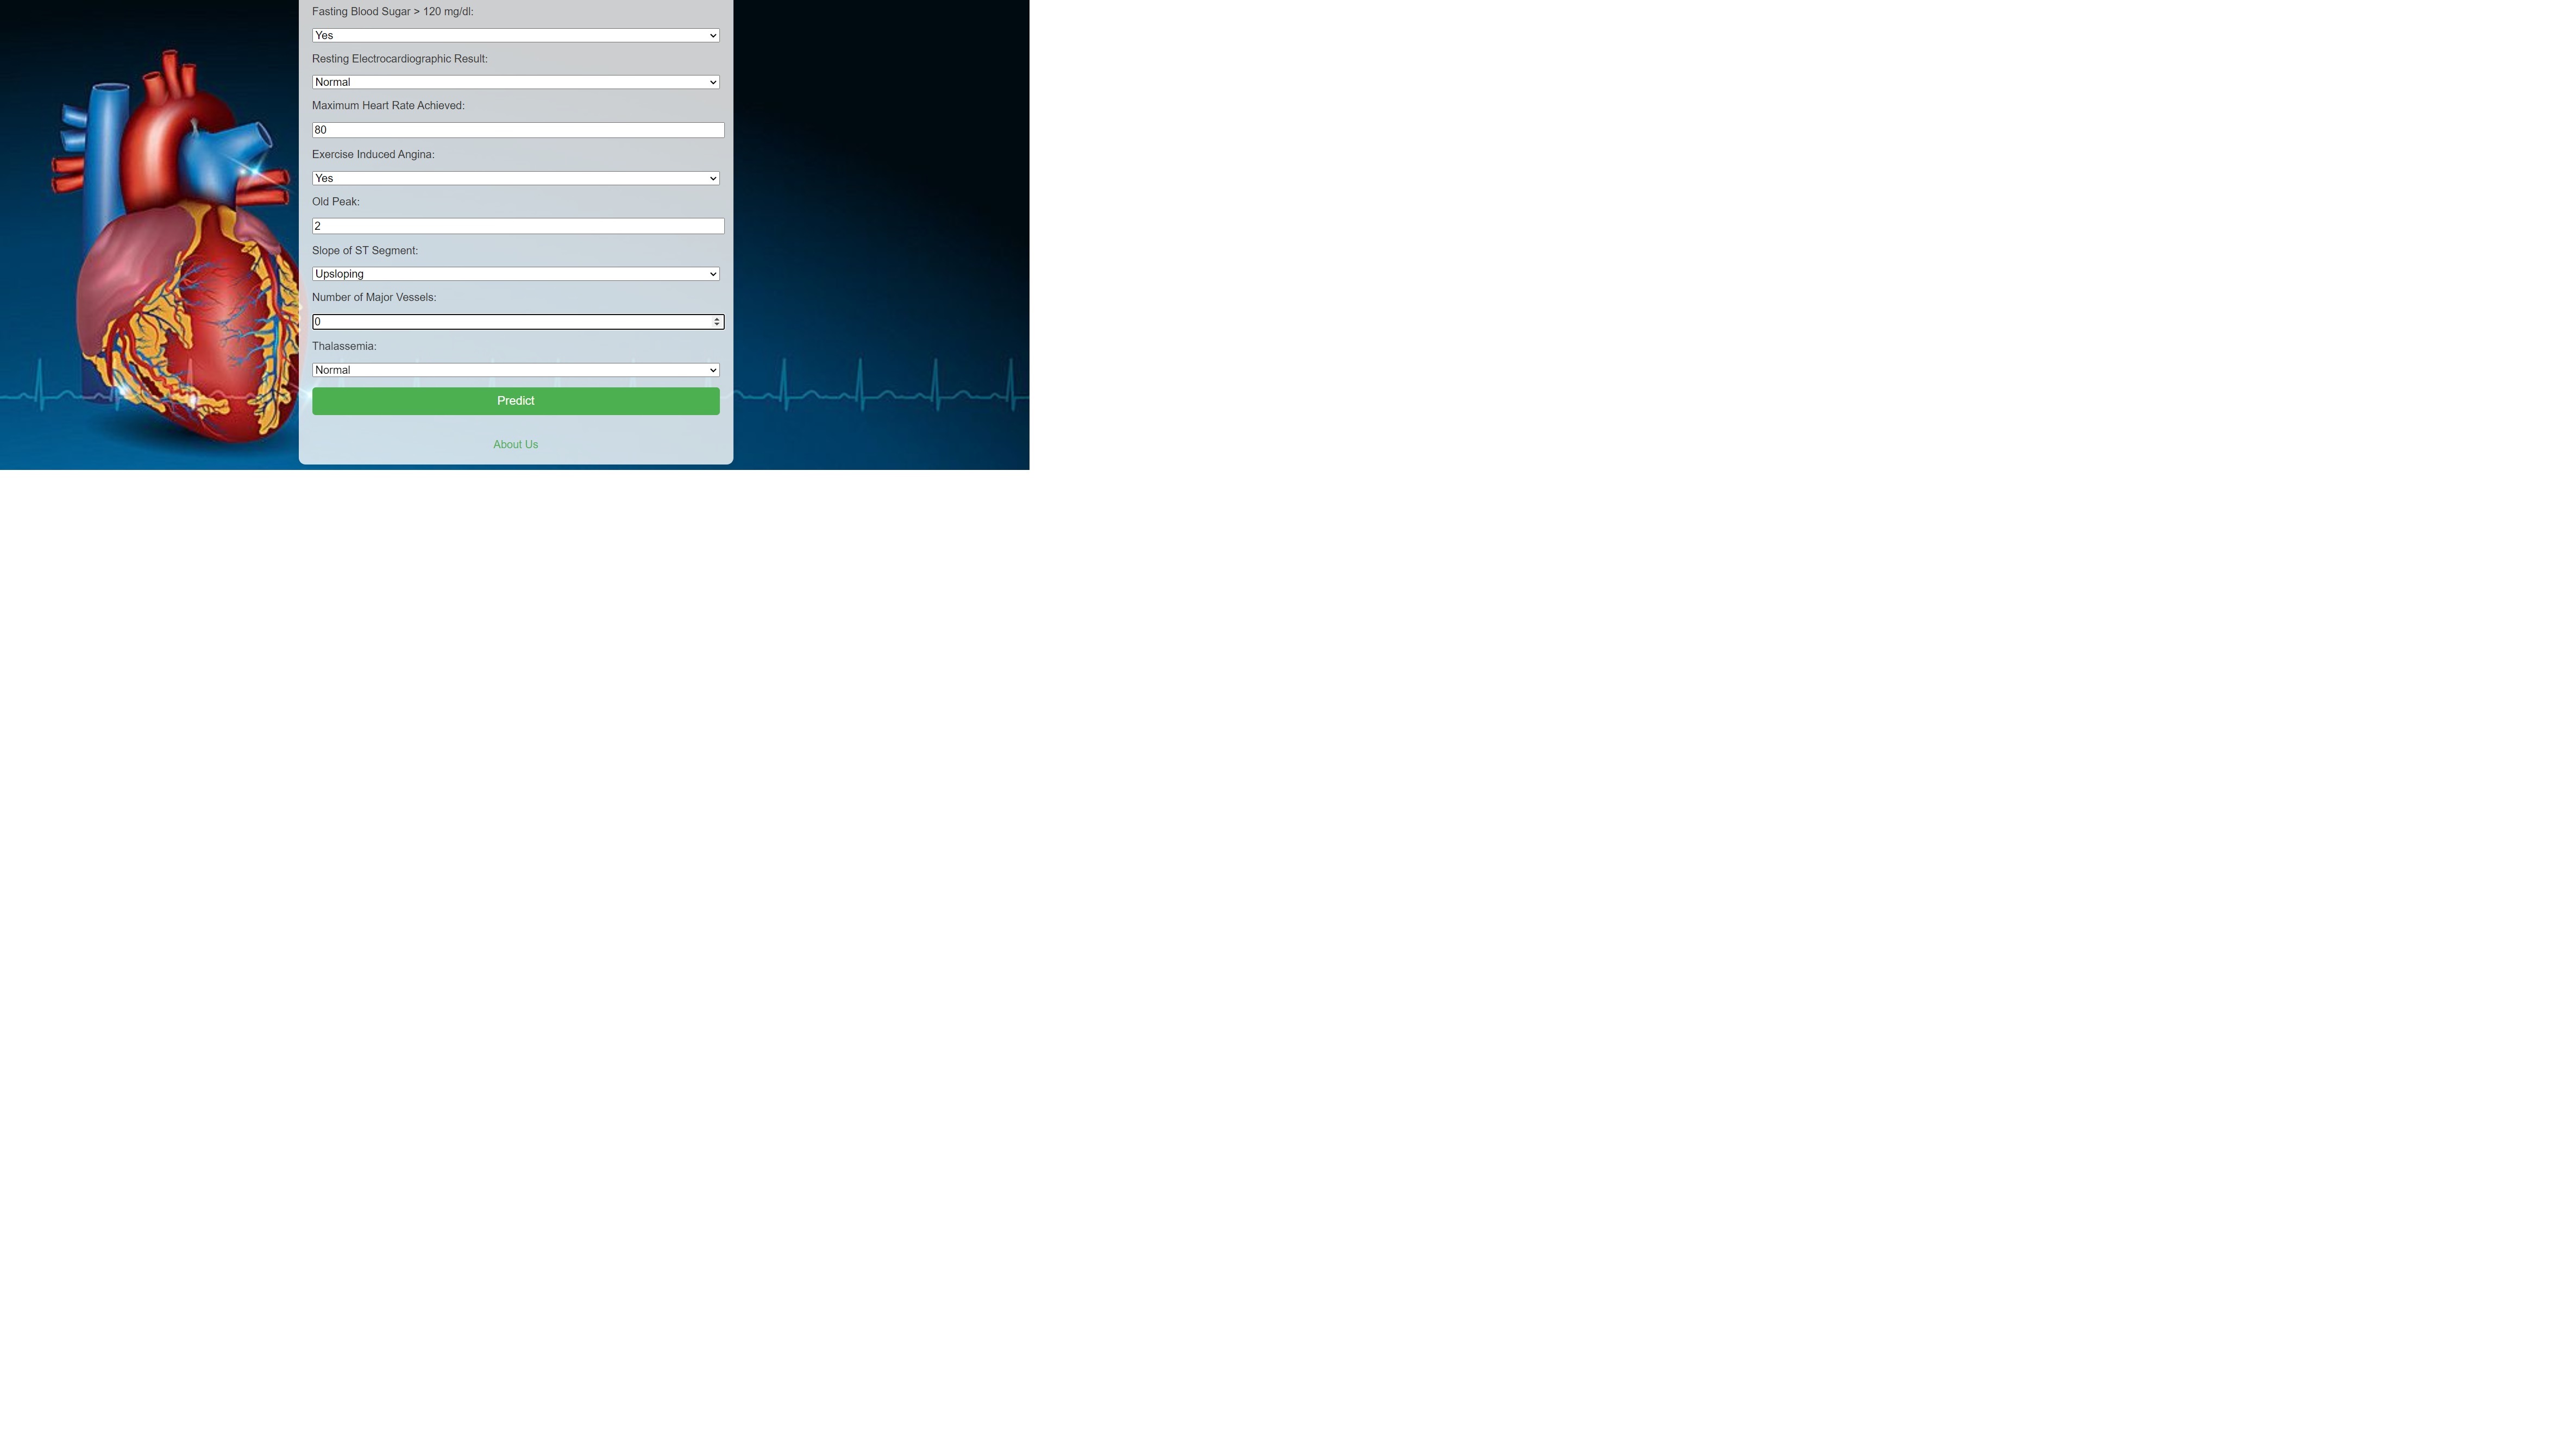 Fasting Blood Sugar > 120 mg/dl:
Yes
Resting Electrocardiographic Result:
Normal
Maximum Heart Rate Achieved:
80
Exercise Induced Angina:
Yes
Old Peak:
2
Slope of ST Segment:
Upsloping
Number of Major Vessels:
0
Thalassemia:
Normal
Predict
About Us